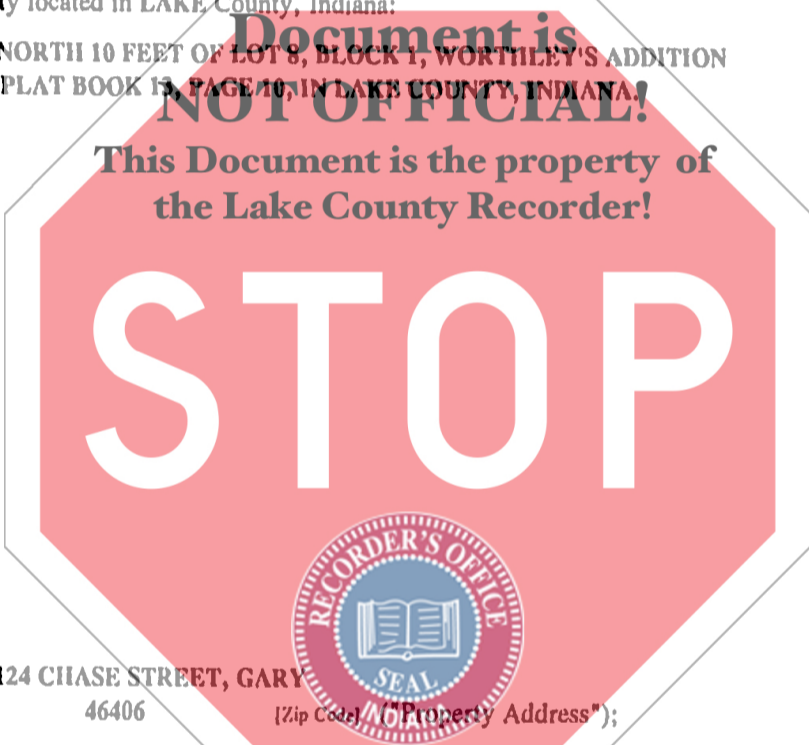 y located in LAKE County, Indiana:
Document is
NORTH 10 FEET OF LOT 8, BLOCK 1, WORTHLEY'S ADDITION
PLAT BOOK 13, PAGE 10, IN LAKE COUNTY, INDIANA.
NOT OFFICIAL!
This Document is the property of
the Lake County Recorder!
STOP
RECORDER'S OFFICE
SEAL
INDIANA
124 CHASE STREET, GARY
46406 [Zip Code] ("Property Address");